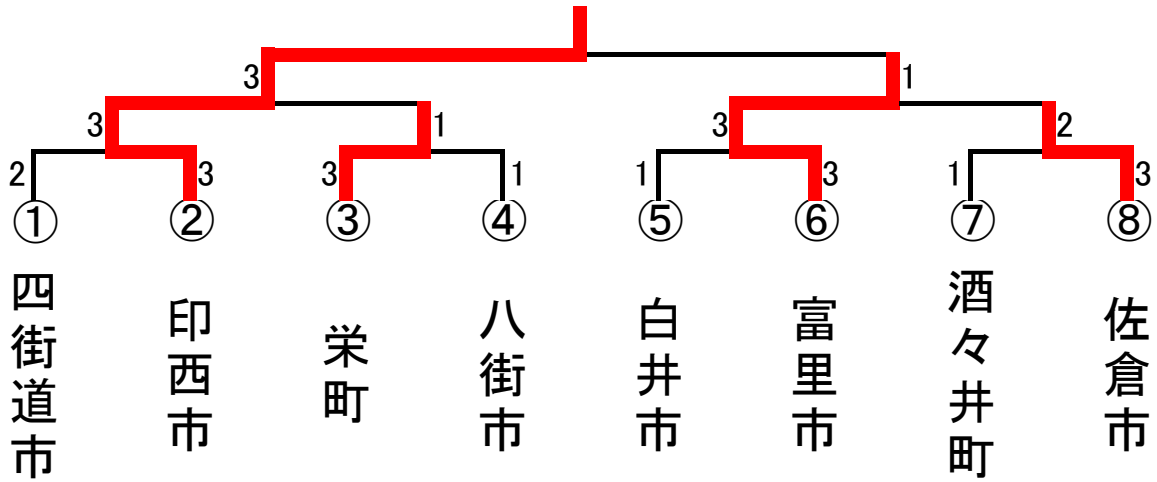 3 1
3 1 3 2
2 3 3 1 1 3 1 3
① ② ③ ④ ⑤ ⑥ ⑦ ⑧
四街道市
印西市
栄町
八街市
白井市
富里市
酒々井町
佐倉市